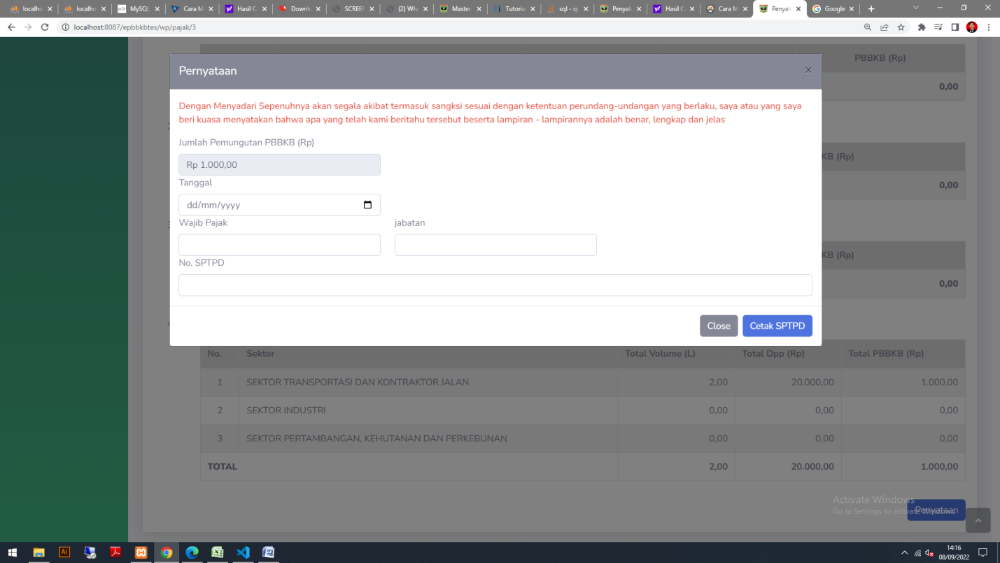 localho
localho
MySQL
Cara M
Hasil C
Downlo
SCREEN
(2) Wh
Master
Tutoria
sql - q
Penyal
Hasil C
Cara M
Penyal
Google
localhost:8087/epbbkbtes/wp/pajak/3
PBBKB (Rp)
0,00
Pernyataan ×
Dengan Menyadari Sepenuhnya akan segala akibat termasuk sangksi sesuai dengan ketentuan perundang-undangan yang berlaku, saya atau yang saya
beri kuasa menyatakan bahwa apa yang telah kami beritahu tersebut beserta lampiran - lampirannya adalah benar, lengkap dan jelas
Jumlah Pemungutan PBBKB (Rp)
Rp 1.000,00
Tanggal
dd/mm/yyyy
Wajib Pajak jabatan
No. SPTPD
Close Cetak SPTPD
KB (Rp)
0,00
KB (Rp)
0,00
No. Sektor Total Volume (L) Total Dpp (Rp) Total PBBKB (Rp)
1 SEKTOR TRANSPORTASI DAN KONTRAKTOR JALAN 2,00 20.000,00 1.000,00
2 SEKTOR INDUSTRI 0,00 0,00 0,00
3 SEKTOR PERTAMBANGAN, KEHUTANAN DAN PERKEBUNAN 0,00 0,00 0,00
TOTAL 2,00 20.000,00 1.000,00
Activate Windows
Go to Settings to activate Windows.
Pernyataan
Ai
14:16
08/09/2022